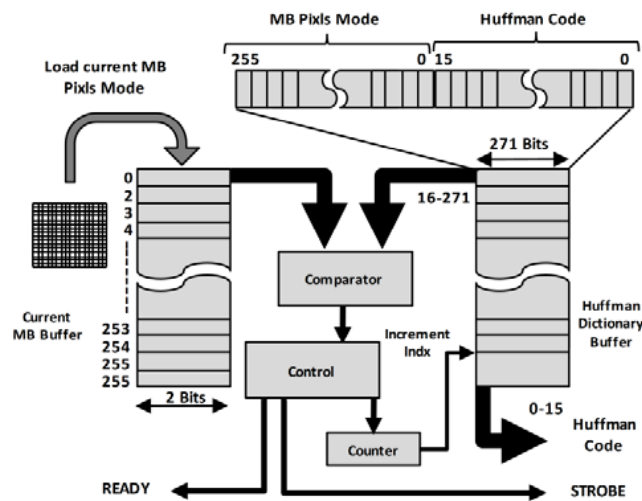 MB Pixls Mode
Huffman Code
255
0
15
0
Load current MB
Pixls Mode
271 Bits
0
2
3
4
16-271
Comparator
Current
MB Buffer
253
254
255
255
Increment
Indx
Huffman
Dictionary
Buffer
Control
2 Bits
0-15
Counter
Huffman
Code
READY
STROBE